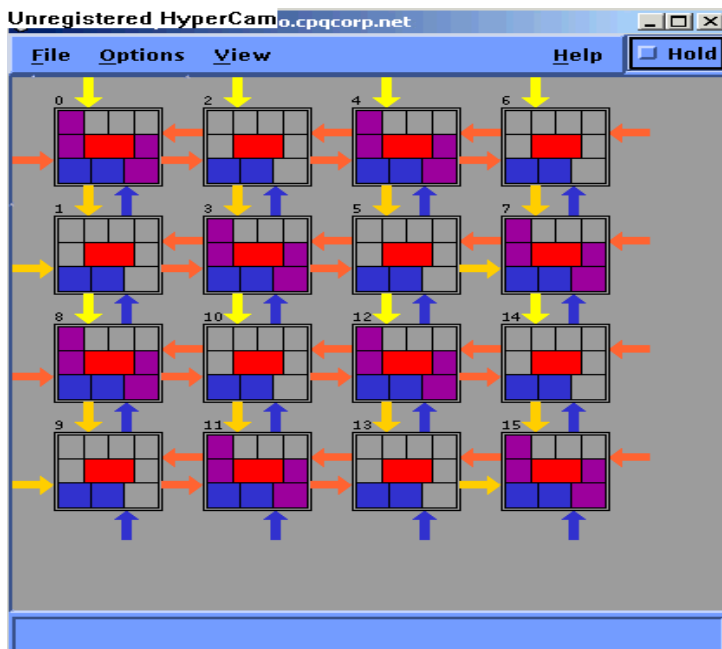 Unregistered HyperCam o.cpqcorp.net
File Options View Help Hold
0 2 4 6
1 3 5 7
8 10 12 14
9 11 13 15